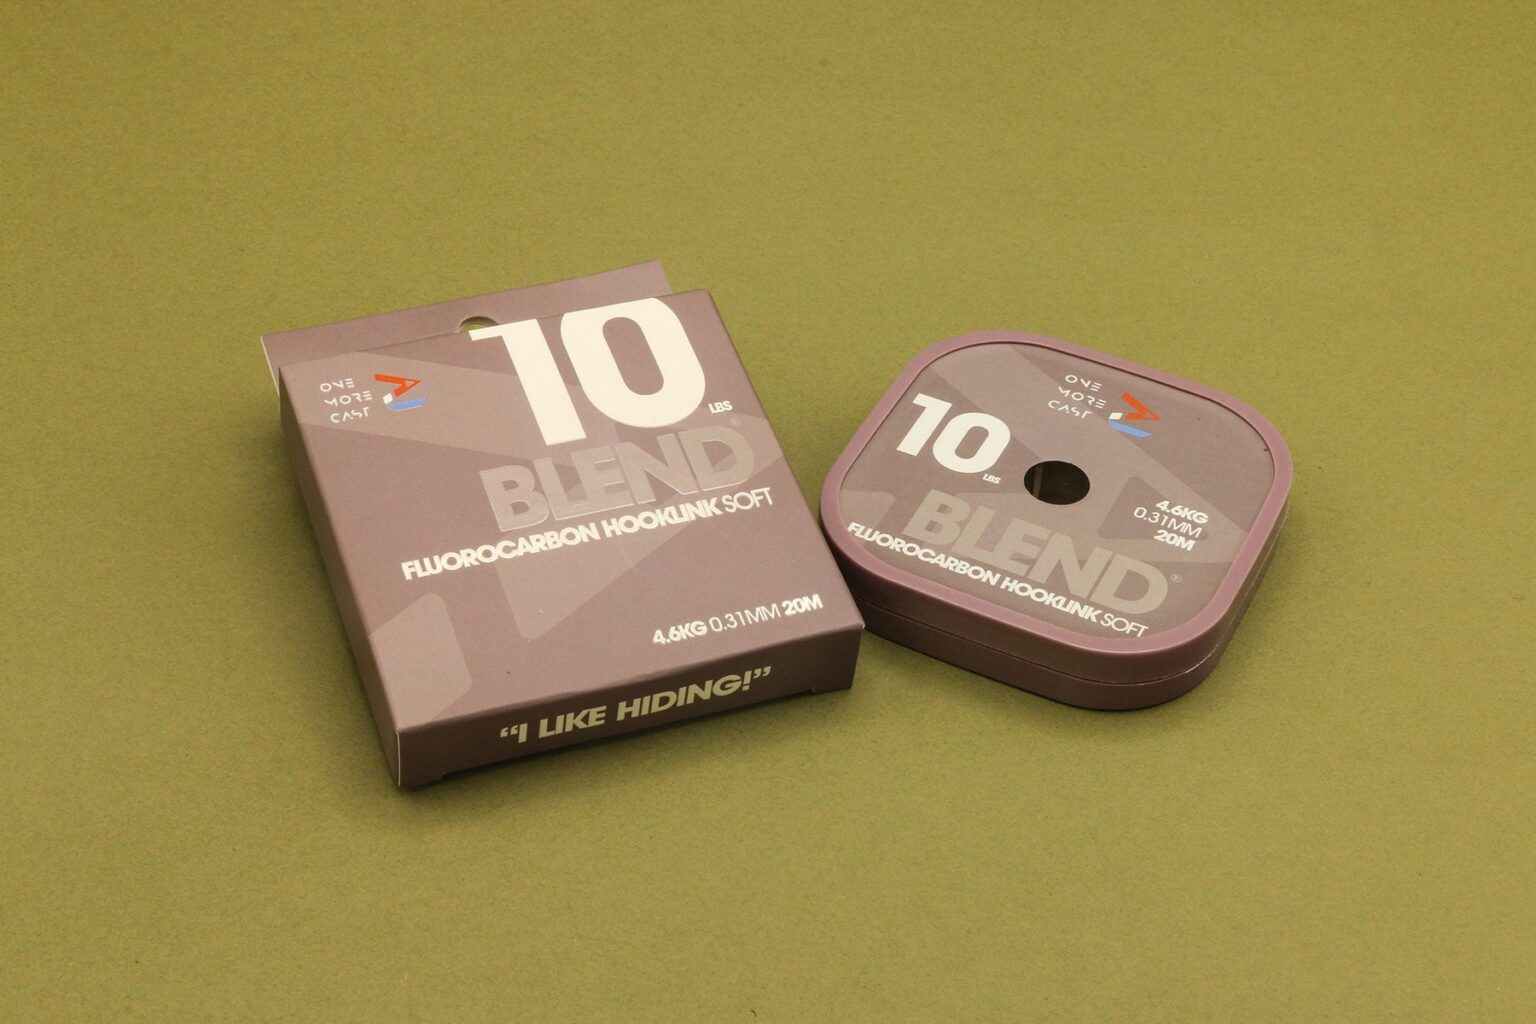 ONE
MORE
CAST
10
LBS
BLEND®
FLUOROCARBON HOOKLINK SOFT
4.6KG 0.31MM 20M
“I LIKE HIDING!”
ONE
MORE
CAST
10
LBS
4.6KG
0.31MM
20M
BLEND®
FLUOROCARBON HOOKLINK SOFT